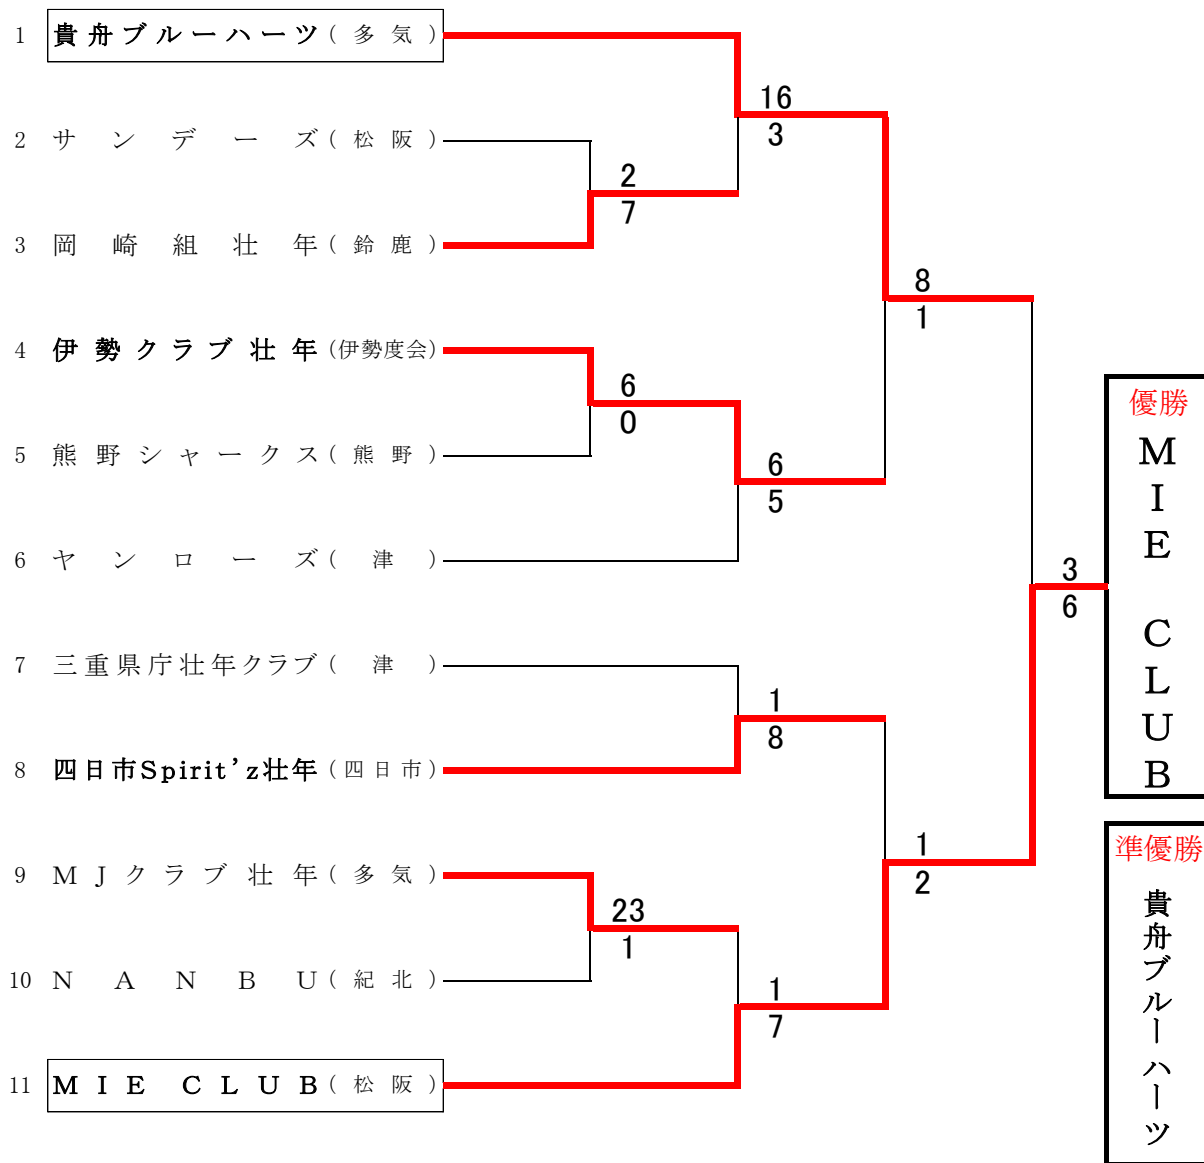 1 貴舟ブルーハーツ(多気)
2 サンデーズ(松阪)
3 岡崎組壮年(鈴鹿)
4 伊勢クラブ壮年(伊勢度会)
5 熊野シャークス(熊野)
6 ヤンローズ(津)
7 三重県庁壮年クラブ(津)
8 四日市Spirit’z壮年(四日市)
9 MJクラブ壮年(多気)
10 NANBU(紀北)
11 MIE CLUB(松阪)
2
7
6
0
23
1
16
3
6
5
1
8
1
7
8
1
1
2
3
6
優勝
MIE CLUB
準優勝
貴舟ブルーハーツ